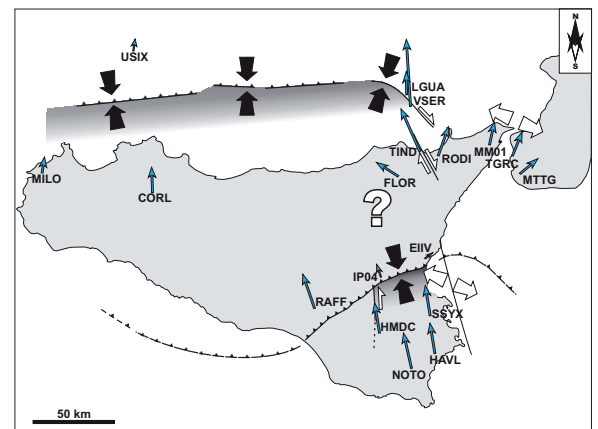 N
S
USIX
LGUA
VSER
TIND
RODI
MM01
TGRC
MTTG
MILO
CORL
FLOR
?
EIIV
IP04
RAFF
SSYX
HMDC
HAVL
NOTO
50 km